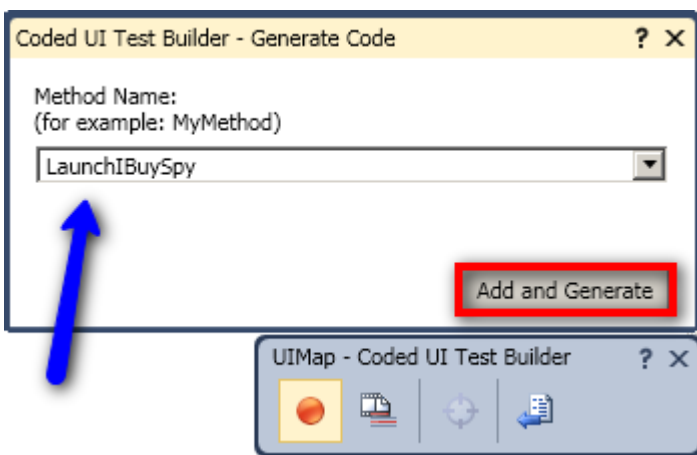 Coded UI Test Builder - Generate Code
Method Name:
(for example: MyMethod)
LaunchIBuySpy
Add and Generate
UIMap - Coded UI Test Builder